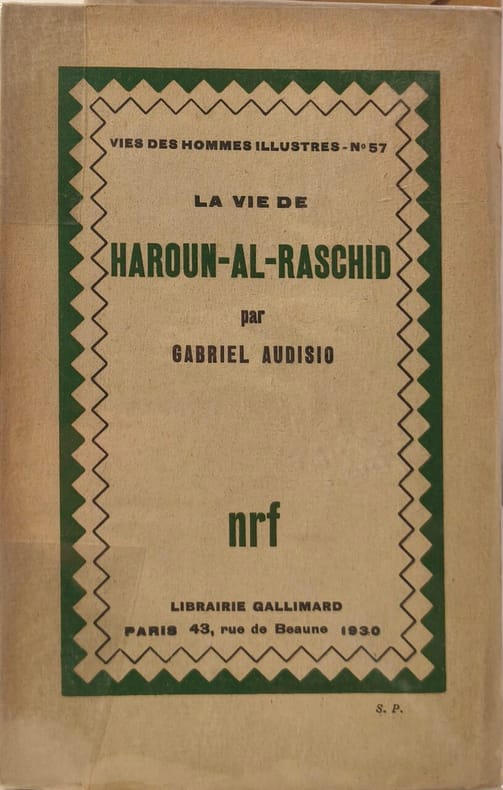 VIES DES HOMMES ILLUSTRES - Nº 57
LA VIE DE
HAROUN-AL-RASCHID
par
GABRIEL AUDISIO
nrf
LIBRAIRIE GALLIMARD
PARIS 43, rue de Beaune 1930
S. P.